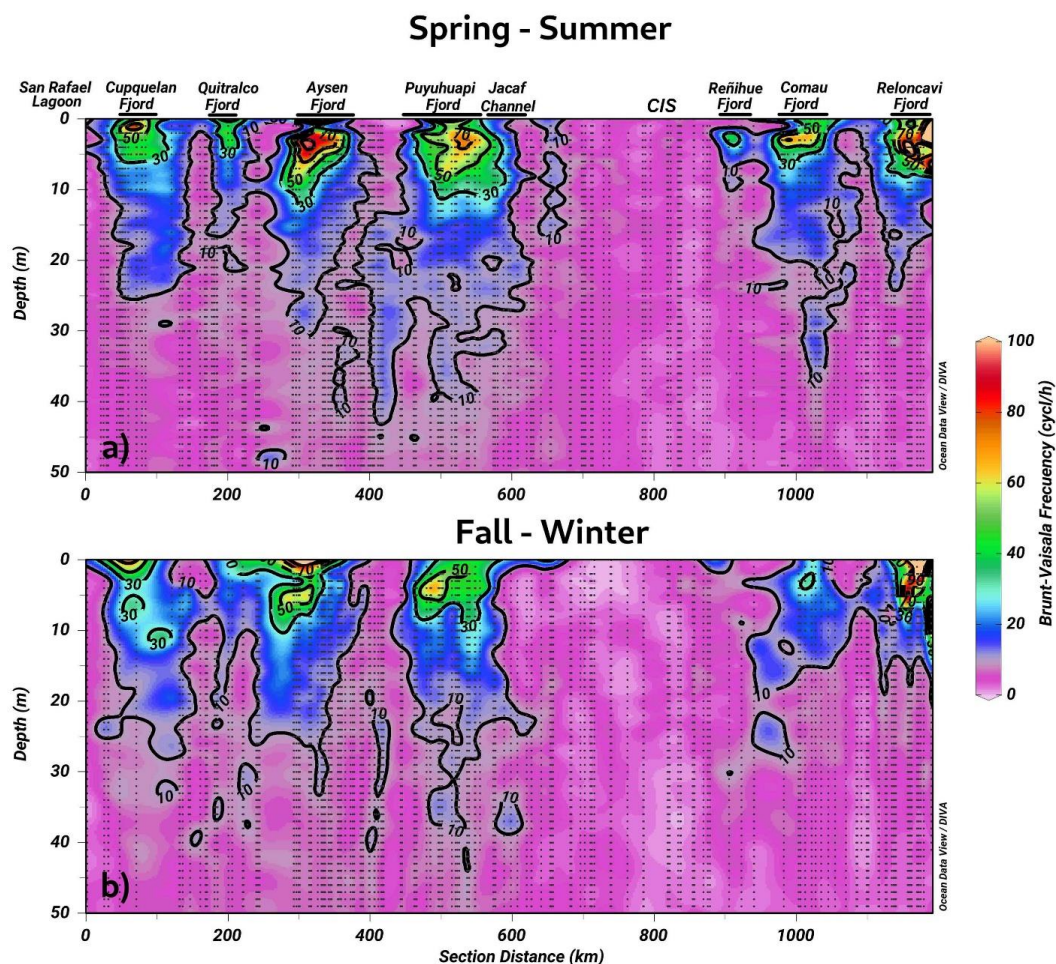 Spring - Summer
San Rafael Lagoon
Cupquelan Fjord
Quitralco Fjord
Aysen Fjord
Puyuhuapi Fjord
Jacaf Channel
CIS
Reñihue Fjord
Comau Fjord
Reloncavi Fjord
0
10
20
30
40
50
Depth (m)
a)
Ocean Data View / DIVA
0 200 400 600 800 1000
Fall - Winter
0
10
20
30
40
50
Depth (m)
b)
Ocean Data View / DIVA
0 200 400 600 800 1000
Section Distance (km)
100
80
60
40
20
0
Brunt-Vaisala Frecuency (cycl/h)